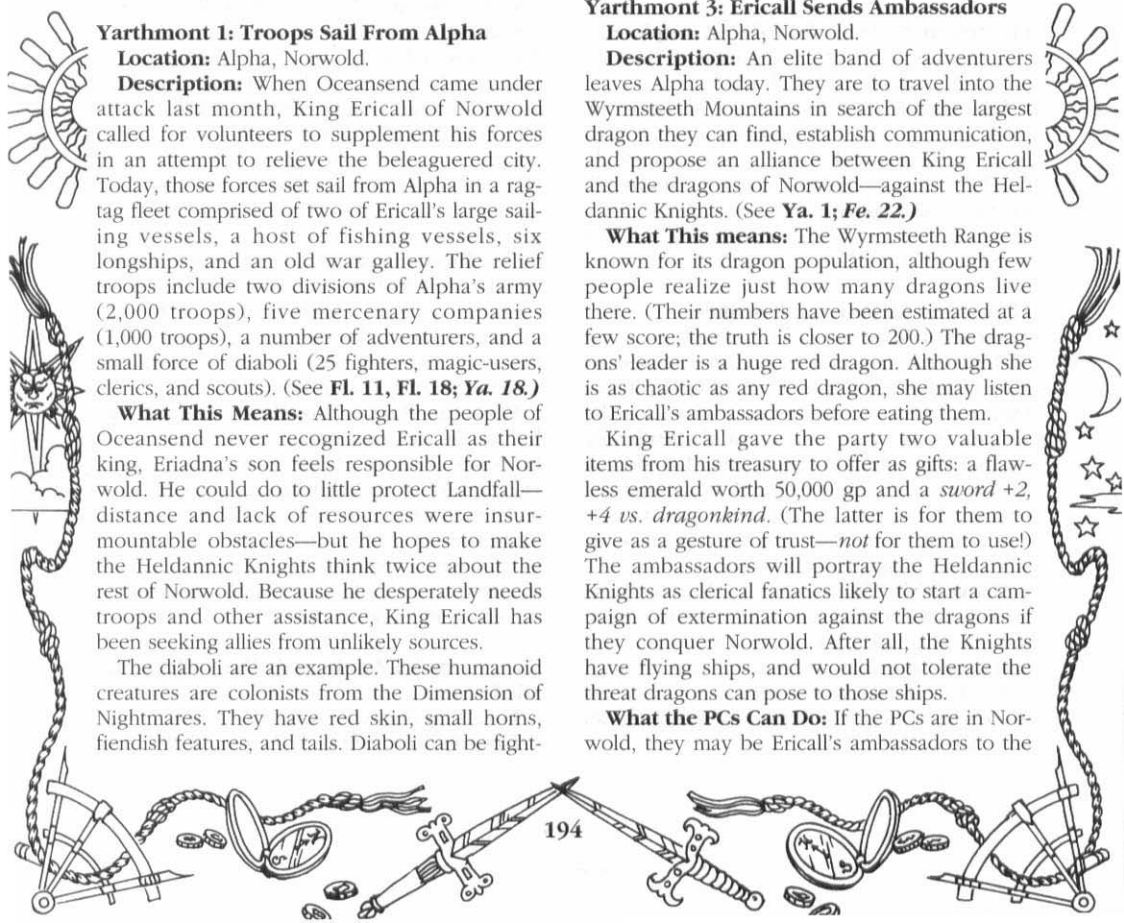 Yarthmont 1: Troops Sail From Alpha
Location: Alpha, Norwold.
Description: When Oceansend came under
attack last month, King Ericall of Norwold
called for volunteers to supplement his forces
in an attempt to relieve the beleaguered city.
Today, those forces set sail from Alpha in a rag-
tag fleet comprised of two of Ericall's large sail-
ing vessels, a host of fishing vessels, six
longships, and an old war galley. The relief
troops include two divisions of Alpha's army
(2,000 troops), five mercenary companies
(1,000 troops), a number of adventurers, and a
small force of diaboli (25 fighters, magic-users,
clerics, and scouts). (See Fl. 11, Fl. 18; Ya. 18.)
What This Means: Although the people of
Oceansend never recognized Ericall as their
king, Eriadna's son feels responsible for Nor-
wold. He could do to little protect Landfall—
distance and lack of resources were insur-
mountable obstacles—but he hopes to make
the Heldannic Knights think twice about the
rest of Norwold. Because he desperately needs
troops and other assistance, King Ericall has
been seeking allies from unlikely sources.
The diaboli are an example. These humanoid
creatures are colonists from the Dimension of
Nightmares. They have red skin, small horns,
fiendish features, and tails. Diaboli can be fight-
Yarthmont 3: Ericall Sends Ambassadors
Location: Alpha, Norwold.
Description: An elite band of adventurers
leaves Alpha today. They are to travel into the
Wyrmsteeth Mountains in search of the largest
dragon they can find, establish communication,
and propose an alliance between King Ericall
and the dragons of Norwold—against the Hel-
dannic Knights. (See Ya. 1; Fe. 22.)
What This means: The Wyrmsteeth Range is
known for its dragon population, although few
people realize just how many dragons live
there. (Their numbers have been estimated at a
few score; the truth is closer to 200.) The drag-
ons' leader is a huge red dragon. Although she
is as chaotic as any red dragon, she may listen
to Ericall's ambassadors before eating them.
King Ericall gave the party two valuable
items from his treasury to offer as gifts: a flaw-
less emerald worth 50,000 gp and a sword +2,
+4 vs. dragonkind. (The latter is for them to
give as a gesture of trust—not for them to use!)
The ambassadors will portray the Heldannic
Knights as clerical fanatics likely to start a cam-
paign of extermination against the dragons if
they conquer Norwold. After all, the Knights
have flying ships, and would not tolerate the
threat dragons can pose to those ships.
What the PCs Can Do: If the PCs are in Nor-
wold, they may be Ericall's ambassadors to the
194